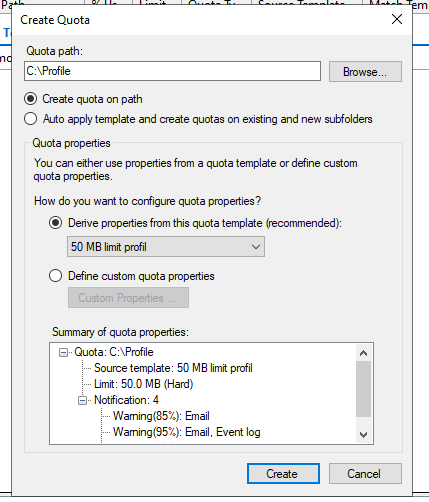 Create Quota
Quota path:
C:\Profile
Browse...
Create quota on path
Auto apply template and create quotas on existing and new subfolders
Quota properties
You can either use properties from a quota template or define custom
quota properties.
How do you want to configure quota properties?
Derive properties from this quota template (recommended):
50 MB limit profil
Define custom quota properties
Custom Properties ...
Summary of quota properties:
Quota: C:\Profile
Source template: 50 MB limit profil
Limit: 50.0 MB (Hard)
Notification: 4
Warning(85%): Email
Warning(95%): Email, Event log
Create
Cancel